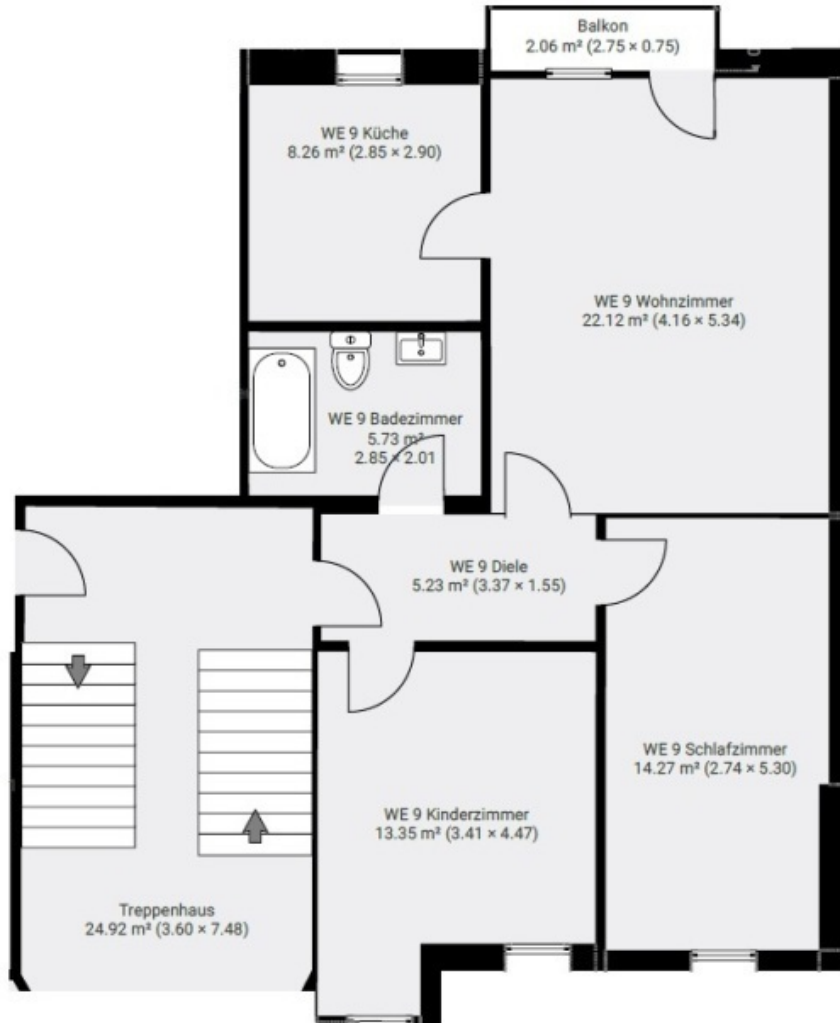 Balkon
2.06 m² (2.75 × 0.75)
WE 9 Küche
8.26 m² (2.85 × 2.90)
WE 9 Wohnzimmer
22.12 m² (4.16 × 5.34)
WE 9 Badezimmer
5.73 m²
2.85 × 2.01
WE 9 Diele
5.23 m² (3.37 × 1.55)
WE 9 Schlafzimmer
14.27 m² (2.74 × 5.30)
WE 9 Kinderzimmer
13.35 m² (3.41 × 4.47)
Treppenhaus
24.92 m² (3.60 × 7.48)